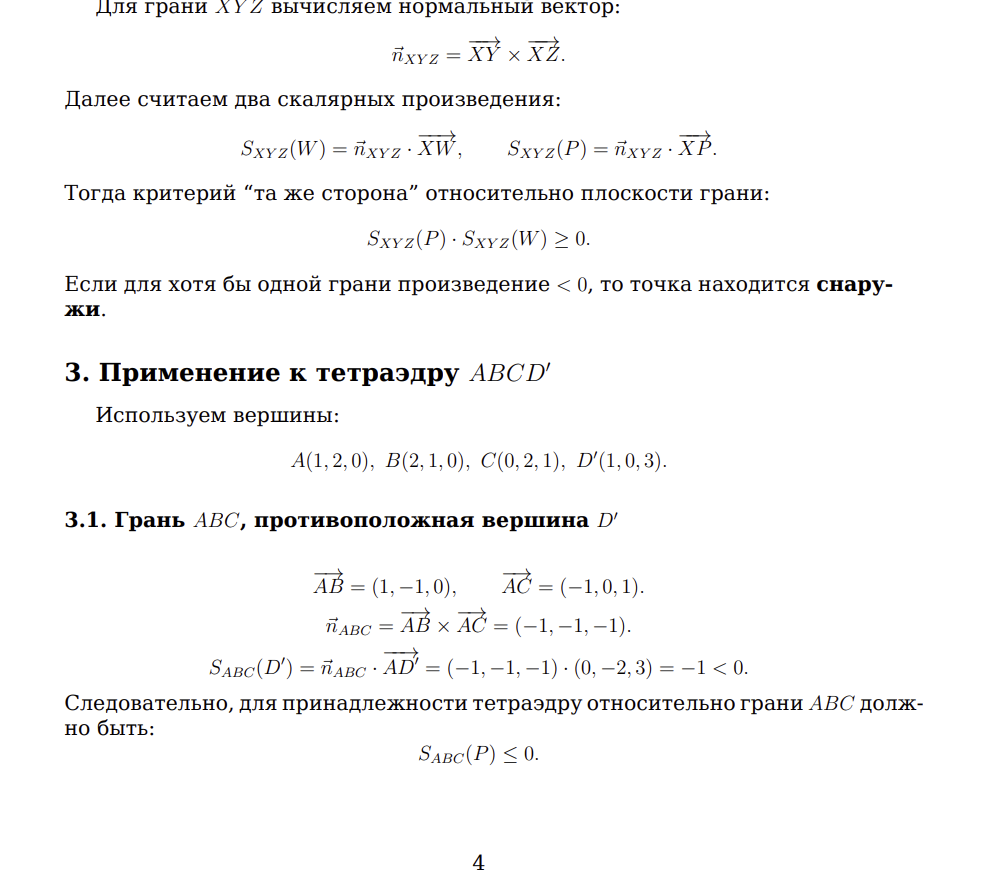 Для грани XYZ вычисляем нормальный вектор:
$\vec{n}_{XYZ} = \overrightarrow{XY} \times \overrightarrow{XZ}.$
Далее считаем два скалярных произведения:
$S_{XYZ}(W) = \vec{n}_{XYZ} \cdot \overrightarrow{XW}, \quad S_{XYZ}(P) = \vec{n}_{XYZ} \cdot \overrightarrow{XP}.$
Тогда критерий “та же сторона” относительно плоскости грани:
$S_{XYZ}(P) \cdot S_{XYZ}(W) \geq 0.$
Если для хотя бы одной грани произведение < 0, то точка находится снару-
жи.
3. Применение к тетраэдру ABCD′
Используем вершины:
A(1, 2, 0), B(2, 1, 0), C(0, 2, 1), D′(1, 0, 3).
3.1. Грань ABC, противоположная вершина D′
$\overrightarrow{AB} = (1, -1, 0), \quad \overrightarrow{AC} = (-1, 0, 1).$
$\vec{n}_{ABC} = \overrightarrow{AB} \times \overrightarrow{AC} = (-1, -1, -1).$
$S_{ABC}(D') = \vec{n}_{ABC} \cdot \overrightarrow{AD'} = (-1, -1, -1) \cdot (0, -2, 3) = -1 < 0.$
Следовательно, для принадлежности тетраэдру относительно грани ABC долж-
но быть:
$S_{ABC}(P) \leq 0.$
4